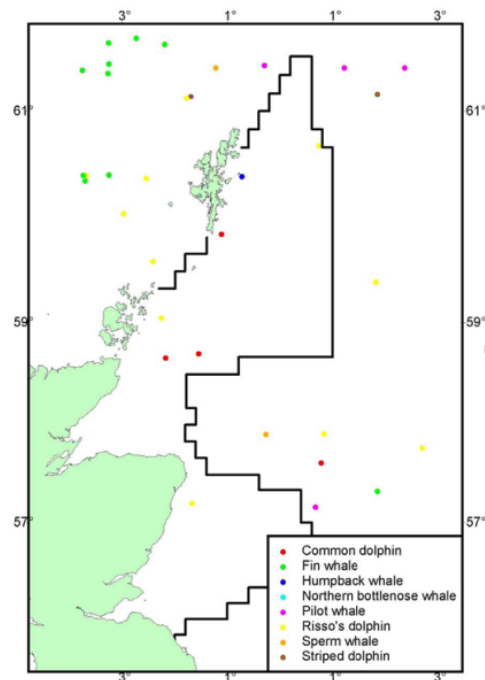 3° 1° 1° 3°
61° 61°
59° 59°
57° 57°
Common dolphin
Fin whale
Humpback whale
Northern bottlenose whale
Pilot whale
Risso's dolphin
Sperm whale
Striped dolphin
3° 1° 1° 3°